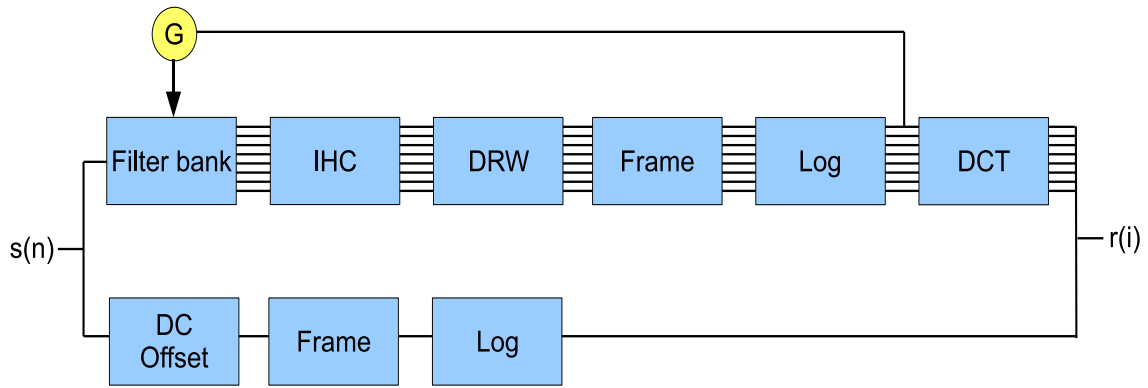 G
Filter bank
IHC
DRW
Frame
Log
DCT
s(n)
r(i)
DC
Offset
Frame
Log